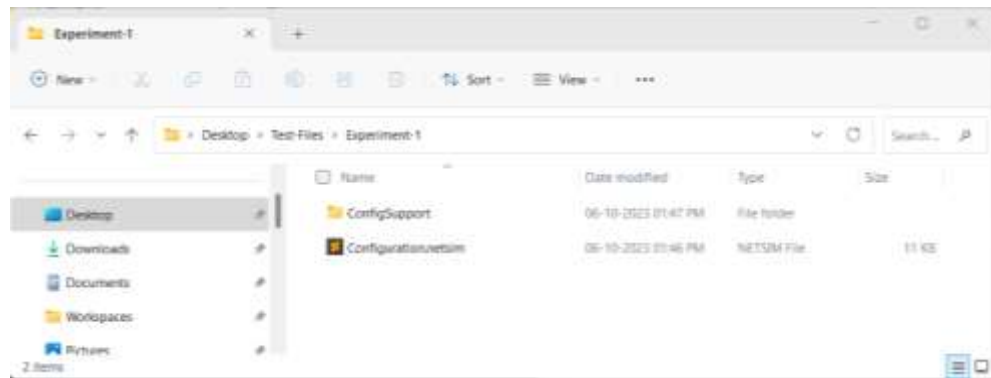 Experiment-1
New
Sort
View
Desktop > Test-Files > Experiment-1
Search...
Name Date modified Type Size
Desktop
ConfigSupport 06-10-2023 01:47 PM File folder
Downloads
Configuration.netsim 06-10-2023 01:46 PM NETSIM File 11 KB
Documents
Workspaces
Pictures
2 items